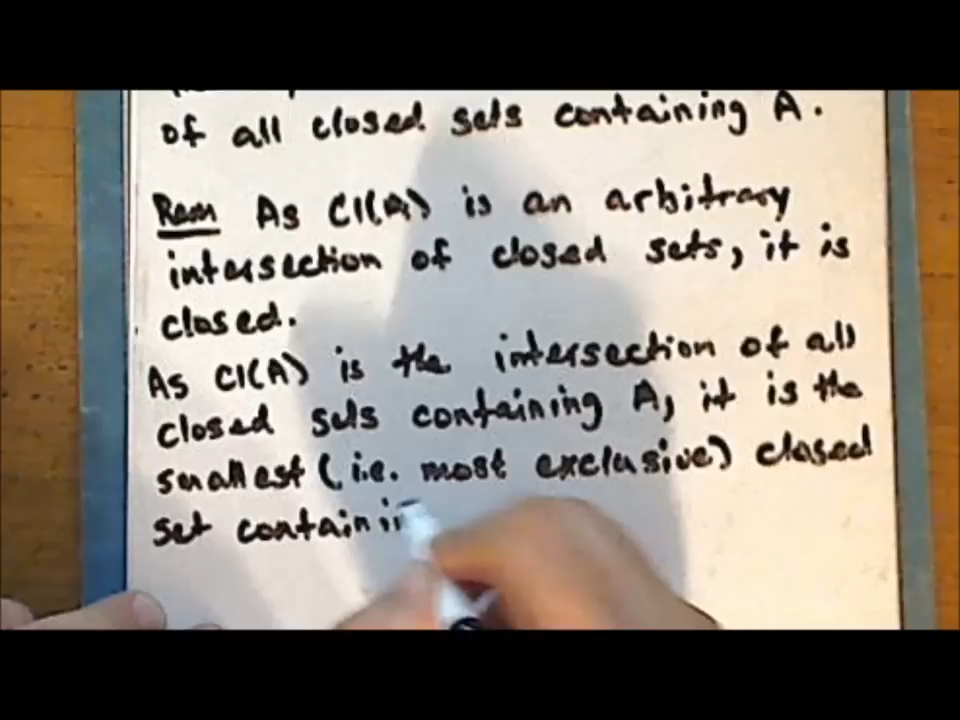 of all closed sets containing A.
Rem As Cl(A) is an arbitrary
intersection of closed sets, it is
closed.
As Cl(A) is the intersection of all
closed sets containing A, it is the
smallest (i.e. most exclusive) closed
set containin